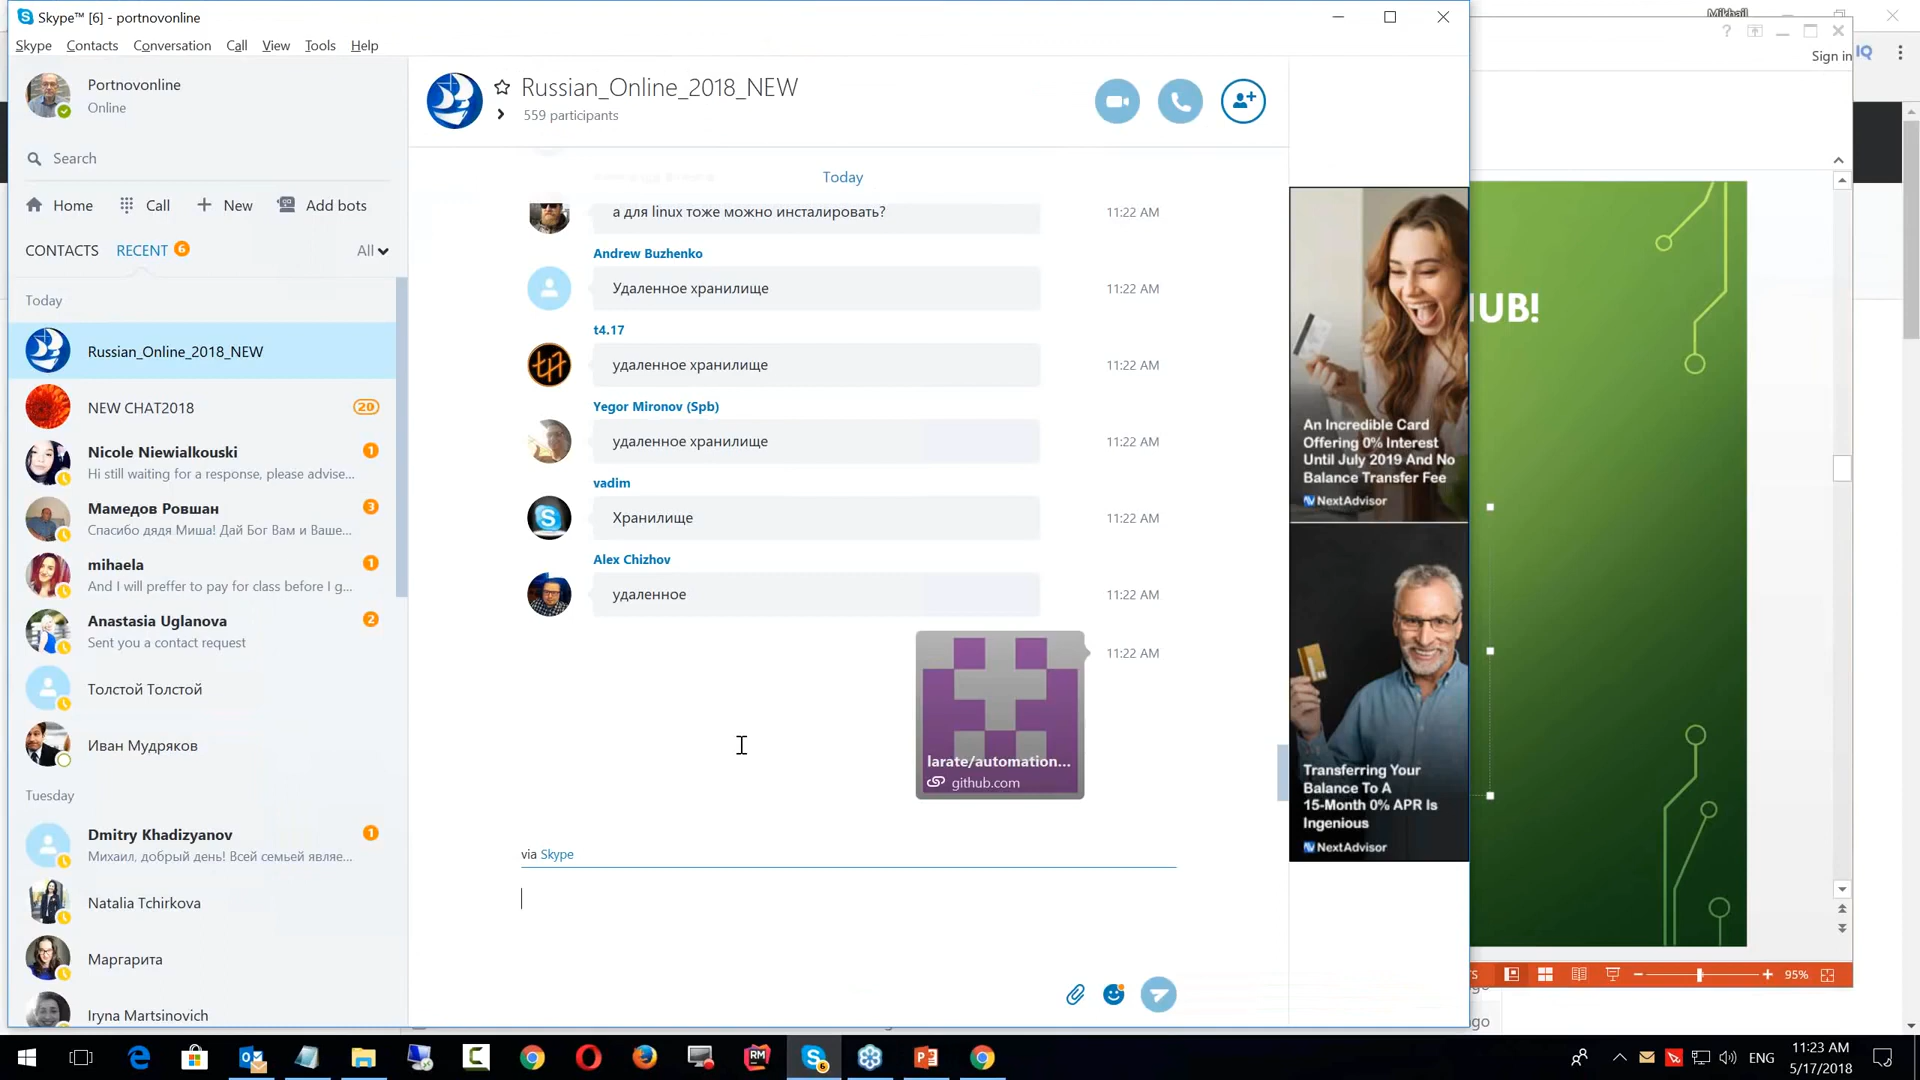 Skype™ [6] - portnovonline
Skype Contacts Conversation Call View Tools Help
Portnovonline
Online
Search
Home Call New Add bots
CONTACTS RECENT 6 All
Today
Russian_Online_2018_NEW
NEW CHAT2018 20
Nicole Niewialkouski 1
Hi still waiting for a response, please advise...
Мамедов Ровшан 3
Спасибо дядя Миша! Дай Бог Вам и Ваше...
mihaela 1
And I will preffer to pay for class before I g...
Anastasia Uglanova 2
Sent you a contact request
Толстой Толстой
Иван Мудряков
Tuesday
Dmitry Khadizyanov 1
Михаил, добрый день! Всей семьей являе...
Natalia Tchirkova
Маргарита
Iryna Martsinovich
Russian_Online_2018_NEW
559 participants
Today
а для linux тоже можно инсталировать? 11:22 AM
Andrew Buzhenko
Удаленное хранилище 11:22 AM
t4.17
удаленное хранилище 11:22 AM
Yegor Mironov (Spb)
удаленное хранилище 11:22 AM
vadim
Хранилище 11:22 AM
Alex Chizhov
удаленное 11:22 AM
11:22 AM
larate/automation...
github.com
via Skype
An Incredible Card
Offering 0% Interest
Until July 2019 And No
Balance Transfer Fee
NextAdvisor
Transferring Your
Balance To A
15-Month 0% APR Is
Ingenious
NextAdvisor
Mikhail
Sign in
IQ
UB!
95%
ago
RM
ENG
11:23 AM
5/17/2018